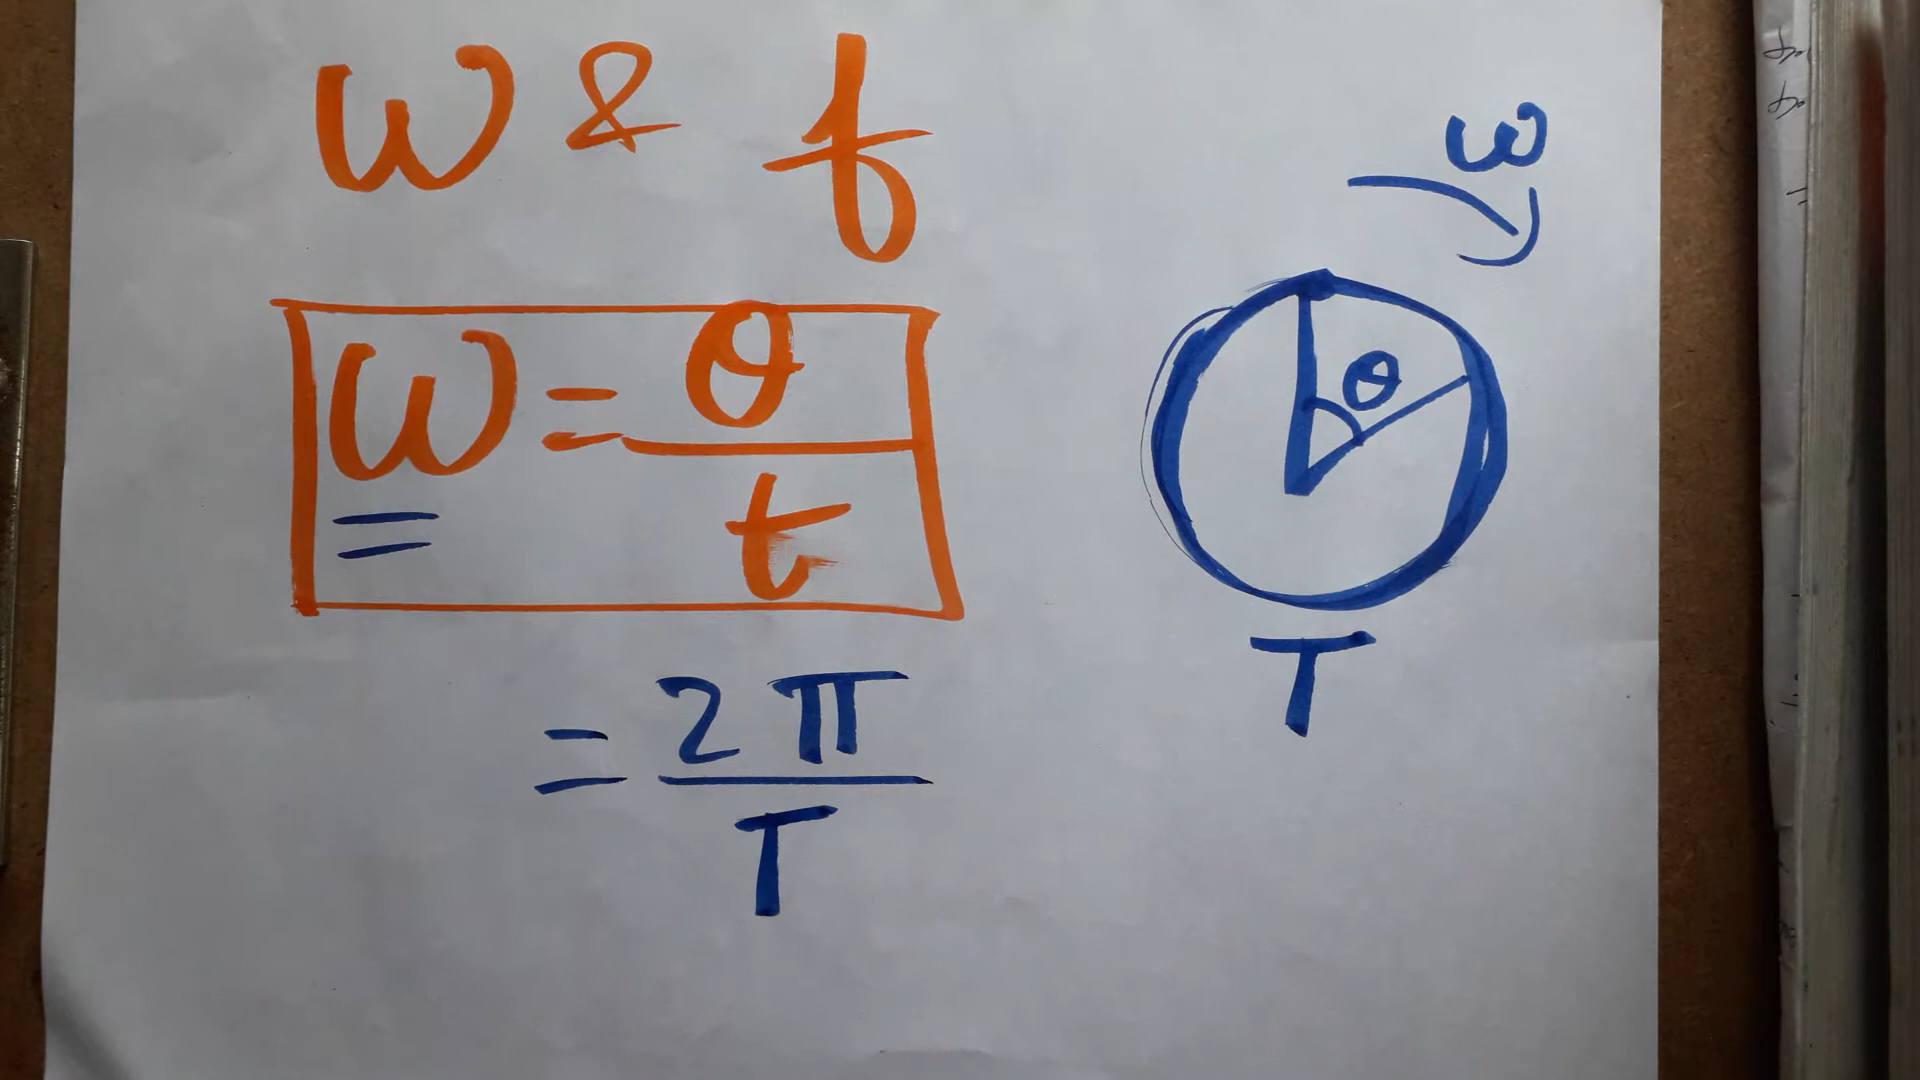 ω & f
ω = θ/t
= 2π/T
ω
θ
T